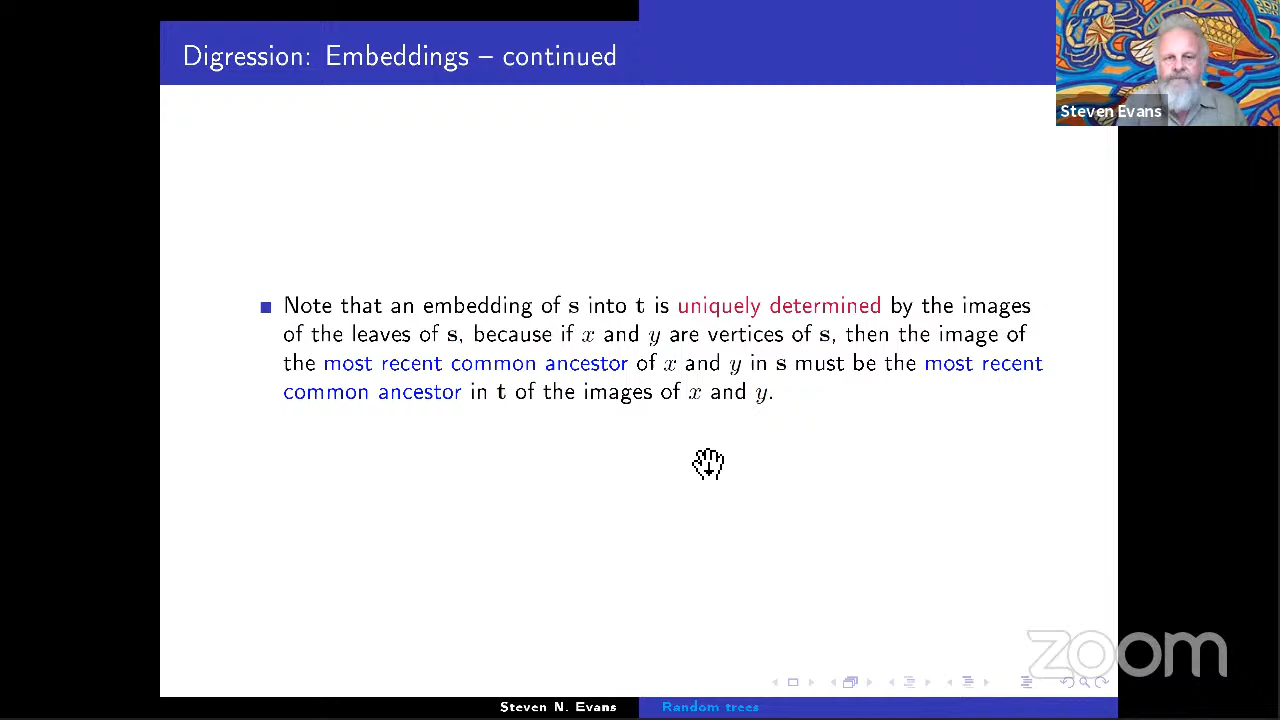 Digression: Embeddings – continued
Steven Evans
Note that an embedding of s into t is uniquely determined by the images
of the leaves of s, because if x and y are vertices of s, then the image of
the most recent common ancestor of x and y in s must be the most recent
common ancestor in t of the images of x and y.
zoom
Steven N. Evans
Random trees